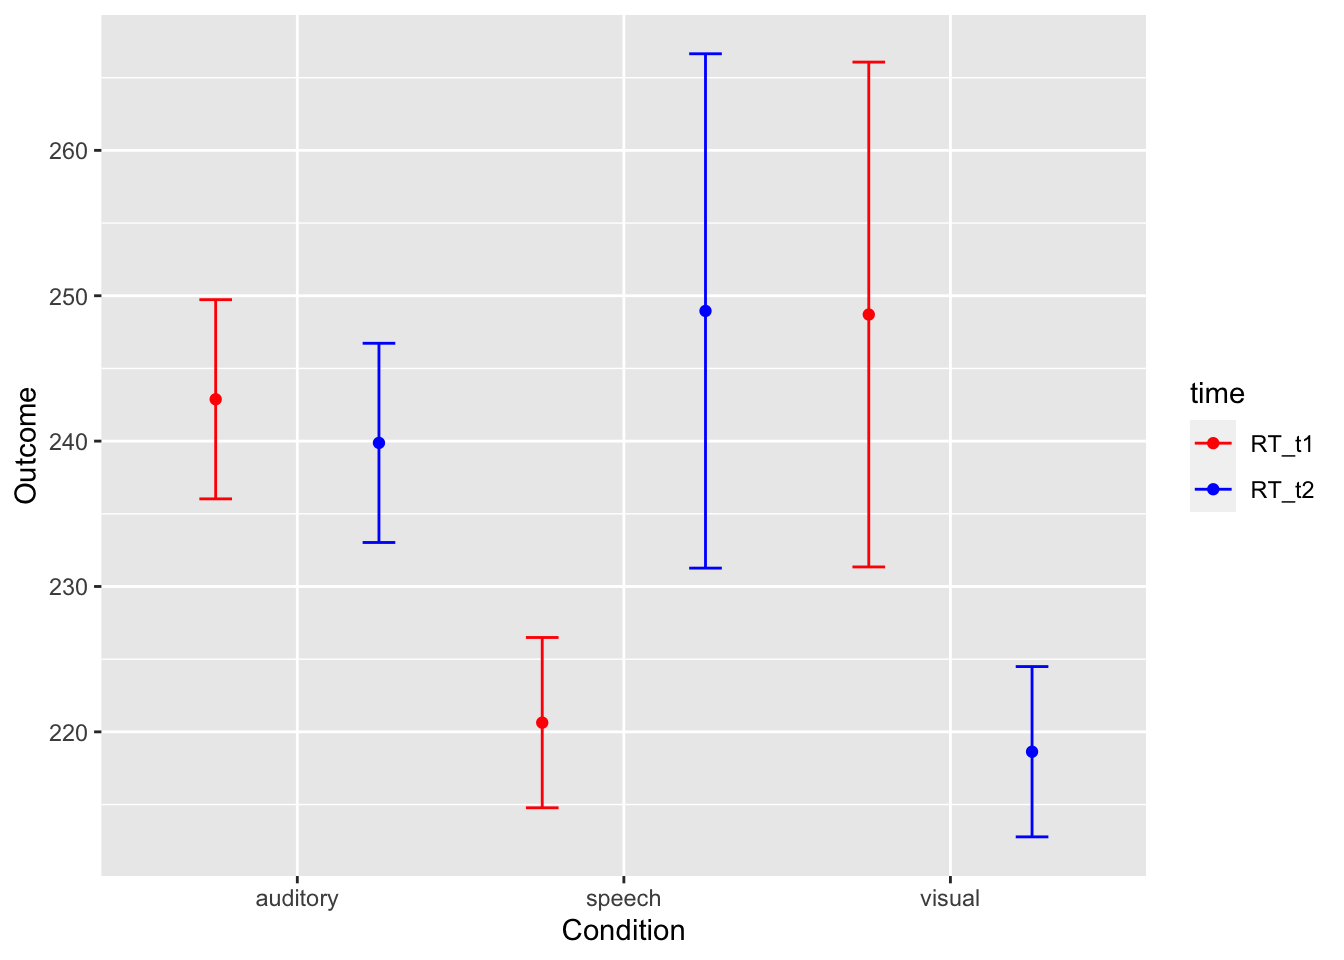 260
250
240
230
220
Outcome
auditory
speech
visual
Condition
time
RT_t1
RT_t2